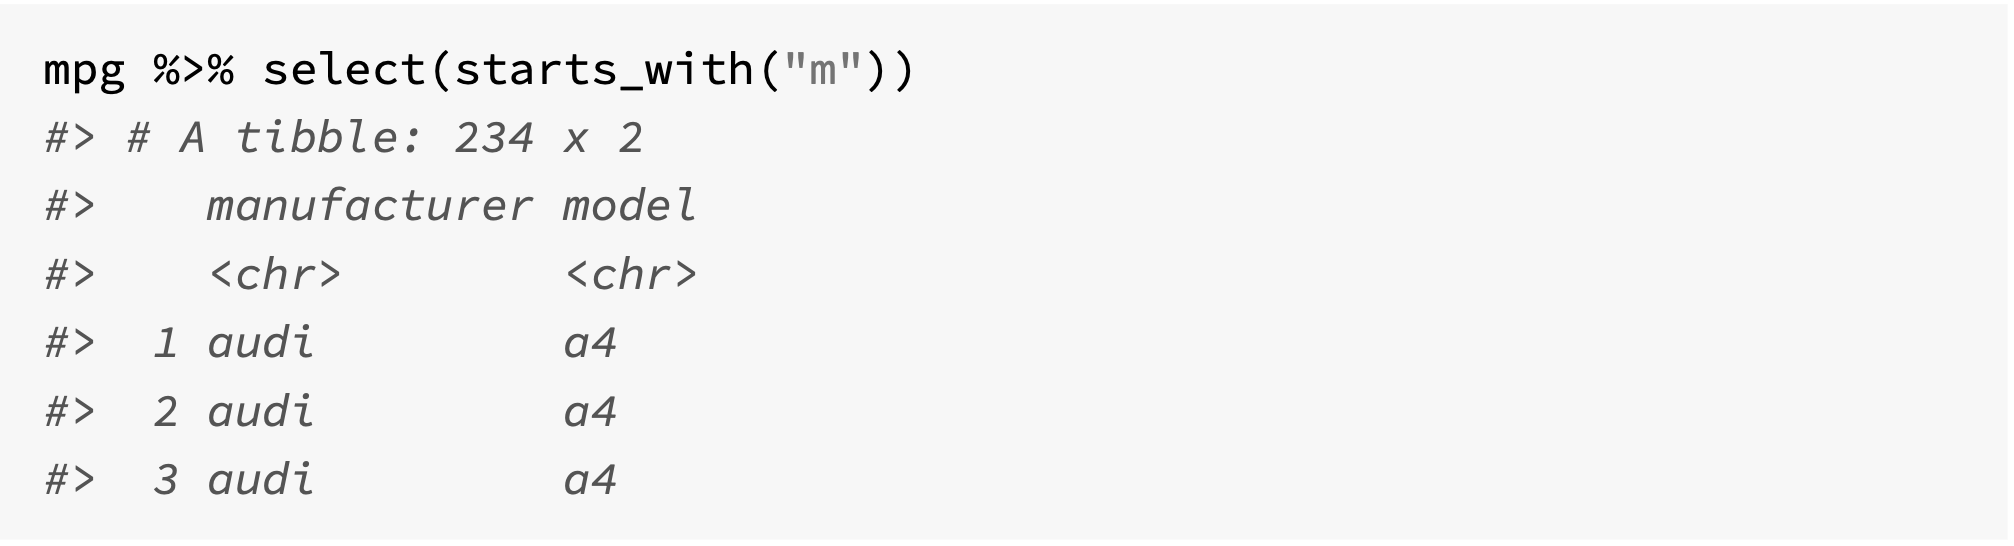 mpg %>% select(starts_with("m"))
#> # A tibble: 234 x 2
#>    manufacturer model
#>    <chr>        <chr>
#>  1 audi         a4
#>  2 audi         a4
#>  3 audi         a4